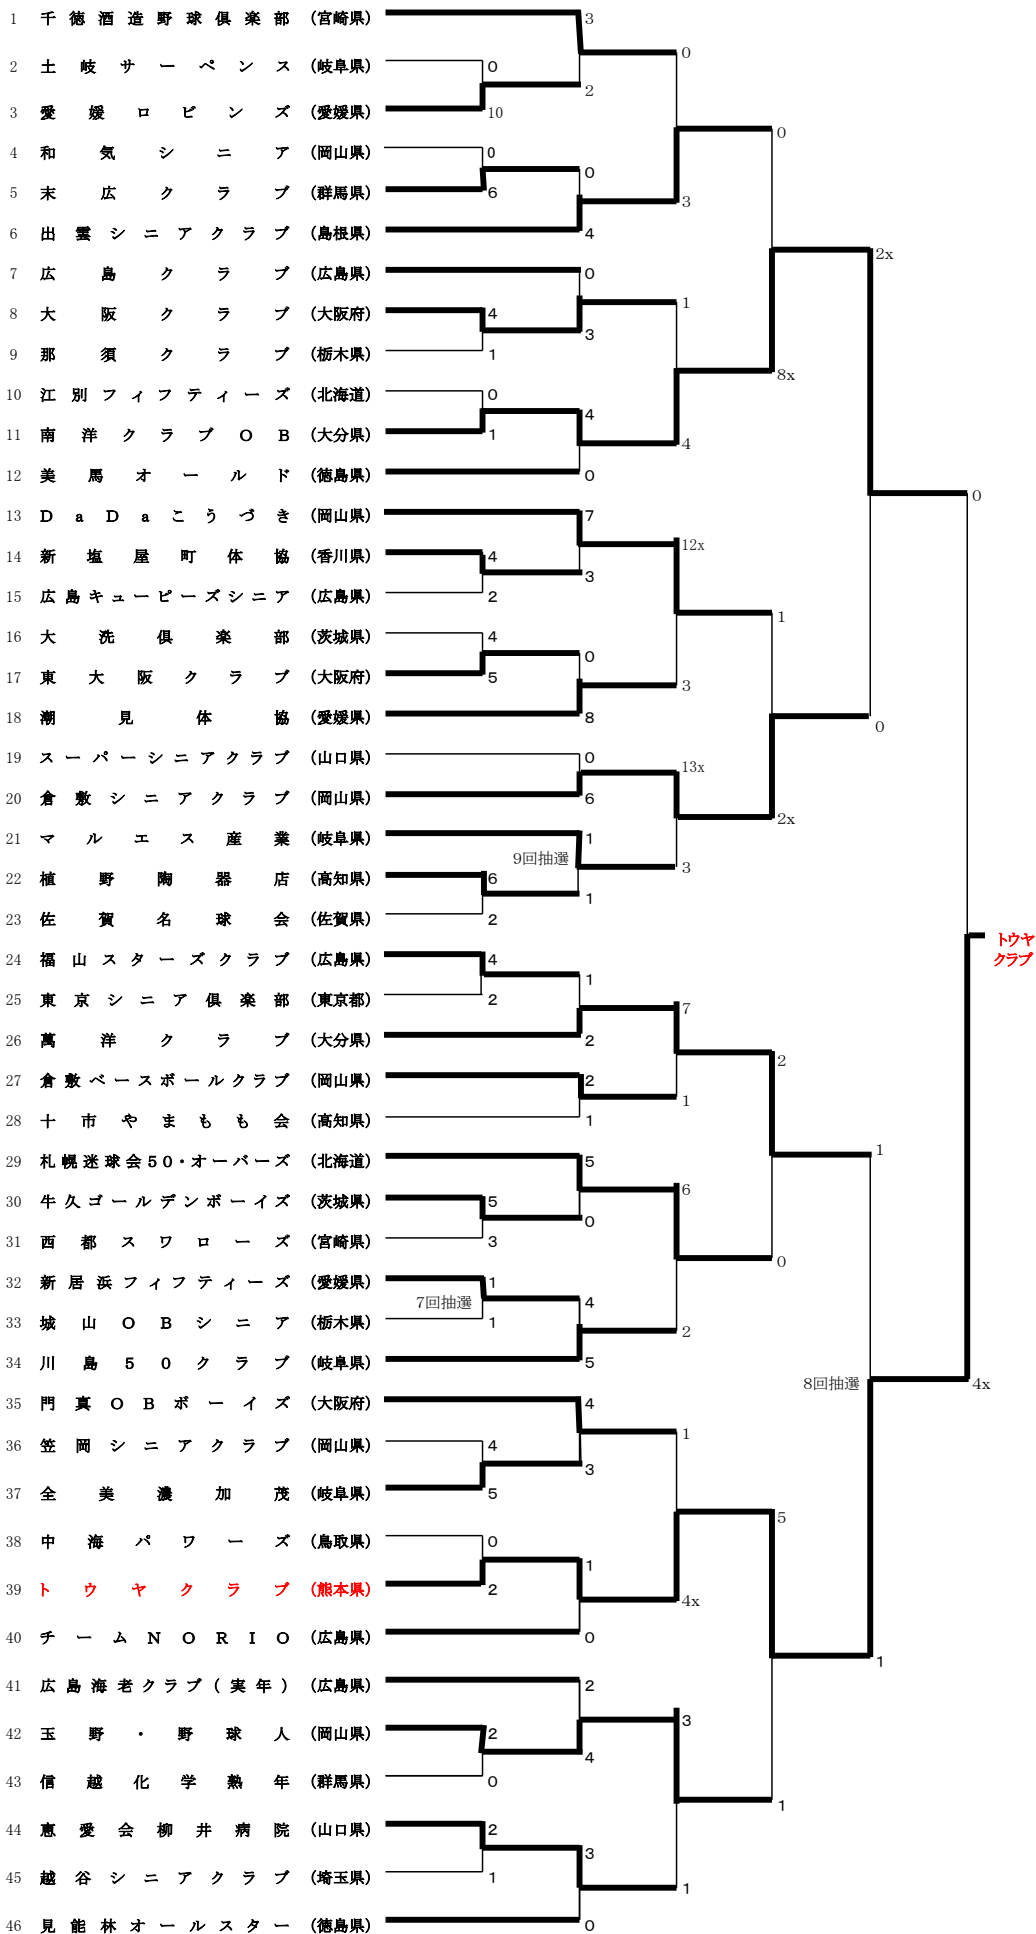 1 千徳酒造野球倶楽部 (宮崎県) 3
0
2 土岐サーペンス (岐阜県) 0
2
3 愛媛ロビンズ (愛媛県) 10
0
4 和気シニア (岡山県) 0
0
5 末広クラブ (群馬県) 6
3
6 出雲シニアクラブ (島根県) 4
2x
7 広島クラブ (広島県) 0
1
8 大阪クラブ (大阪府) 4
3
9 那須クラブ (栃木県) 1
8x
10 江別フィフティーズ (北海道) 0
4
11 南洋クラブOB (大分県) 1
4
12 美馬オールド (徳島県) 0
0
13 DaDaこうづき (岡山県) 7
12x
14 新塩屋町体協 (香川県) 4
3
15 広島キューピーズシニア (広島県) 2
1
16 大洗倶楽部 (茨城県) 4
0
17 東大阪クラブ (大阪府) 5
3
18 潮見体協 (愛媛県) 8
0
19 スーパーシニアクラブ (山口県) 0
13x
20 倉敷シニアクラブ (岡山県) 6
2x
21 マルエス産業 (岐阜県) 1
9回抽選 3
22 植野陶器店 (高知県) 6
1
23 佐賀名球会 (佐賀県) 2
トウヤ
クラブ
24 福山スターズクラブ (広島県) 4
1
25 東京シニア倶楽部 (東京都) 2
7
26 萬洋クラブ (大分県) 2
2
27 倉敷ベースボールクラブ (岡山県) 2
1
28 十市やまもも会 (高知県) 1
1
29 札幌迷球会50・オーバーズ (北海道) 5
6
30 牛久ゴールデンボーイズ (茨城県) 5
0
31 西都スワローズ (宮崎県) 3
0
32 新居浜フィフティーズ (愛媛県) 1
7回抽選 4
33 城山OBシニア (栃木県) 1
2
34 川島50クラブ (岐阜県) 5
8回抽選 4x
35 門真OBボーイズ (大阪府) 4
1
36 笠岡シニアクラブ (岡山県) 4
3
37 全美濃加茂 (岐阜県) 5
5
38 中海パワーズ (鳥取県) 0
1
39 トウヤクラブ (熊本県) 2
4x
40 チームNORIO (広島県) 0
1
41 広島海老クラブ(実年) (広島県) 2
3
42 玉野・野球人 (岡山県) 2
4
43 信越化学熟年 (群馬県) 0
1
44 恵愛会柳井病院 (山口県) 2
3
45 越谷シニアクラブ (埼玉県) 1
1
46 見能林オールスター (徳島県) 0